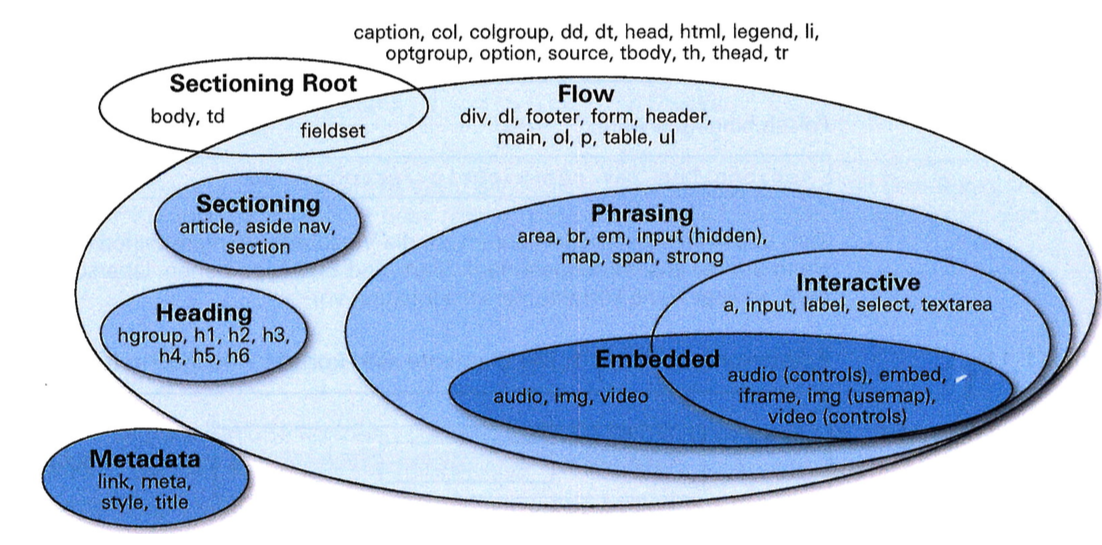 caption, col, colgroup, dd, dt, head, html, legend, li,
optgroup, option, source, tbody, th, thead, tr
Sectioning Root
body, td
fieldset
Flow
div, dl, footer, form, header,
main, ol, p, table, ul
Sectioning
article, aside nav,
section
Phrasing
area, br, em, input (hidden),
map, span, strong
Interactive
a, input, label, select, textarea
Heading
hgroup, h1, h2, h3,
h4, h5, h6
Embedded
audio, img, video
audio (controls), embed,
iframe, img (usemap),
video (controls)
Metadata
link, meta,
style, title